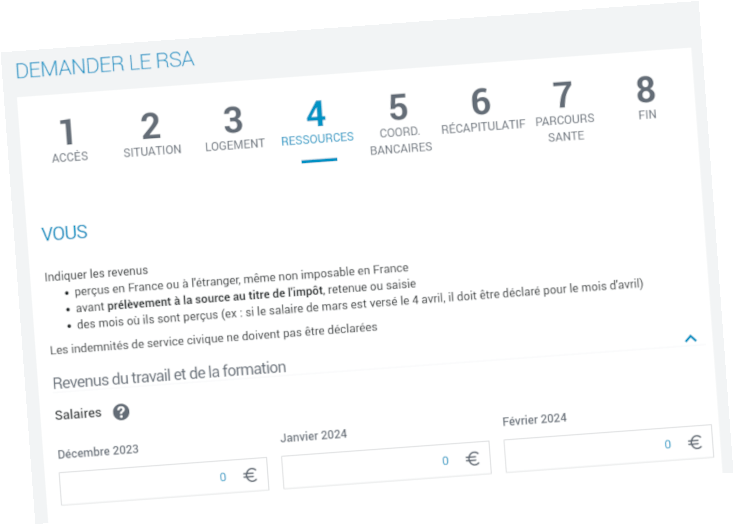 DEMANDER LE RSA
1 2 3 4 5 6 7 8
ACCÈS SITUATION LOGEMENT RESSOURCES COORD. BANCAIRES RÉCAPITULATIF PARCOURS SANTE FIN
VOUS
Indiquer les revenus
• perçus en France ou à l'étranger, même non imposable en France
• avant prélèvement à la source au titre de l'impôt, retenue ou saisie
• des mois où ils sont perçus (ex : si le salaire de mars est versé le 4 avril, il doit être déclaré pour le mois d'avril)
Les indemnités de service civique ne doivent pas être déclarées
Revenus du travail et de la formation
Salaires ?
Décembre 2023 Janvier 2024 Février 2024
0 € 0 € 0 €